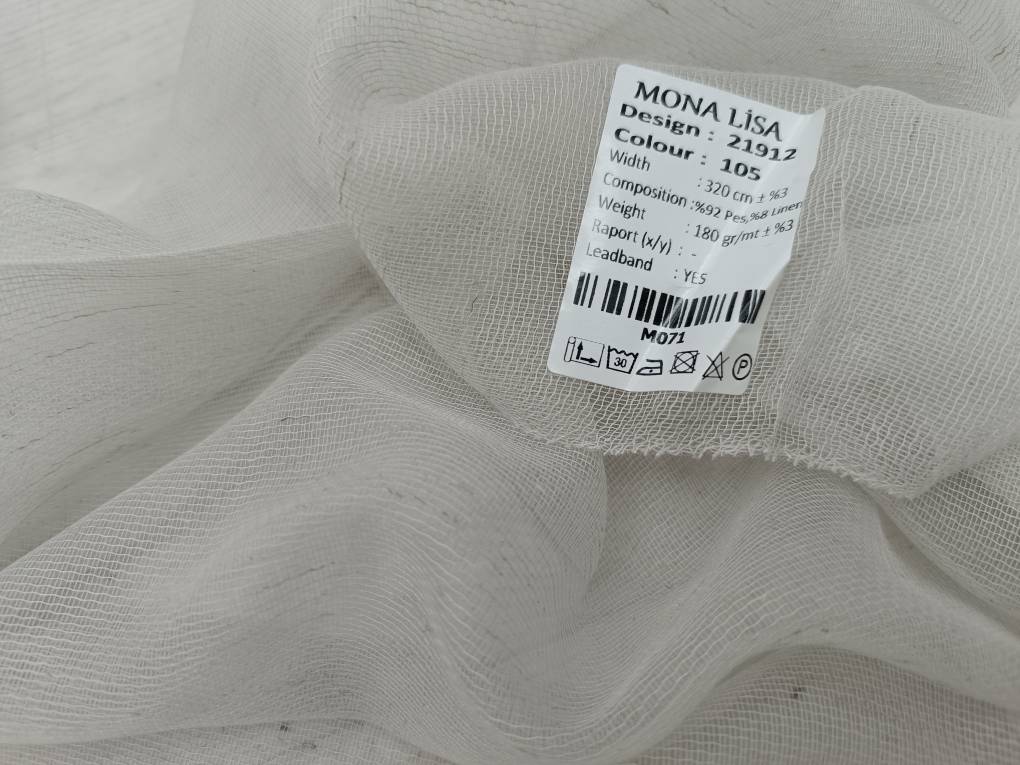 MONA LİSA
Design : 21912
Colour : 105
Width : 320 cm ± %3
Composition :%92 Pes,%8 Linen
Weight : 180 gr/mt ± %3
Raport (x/y) : -
Leadband : YES
M071
30
P